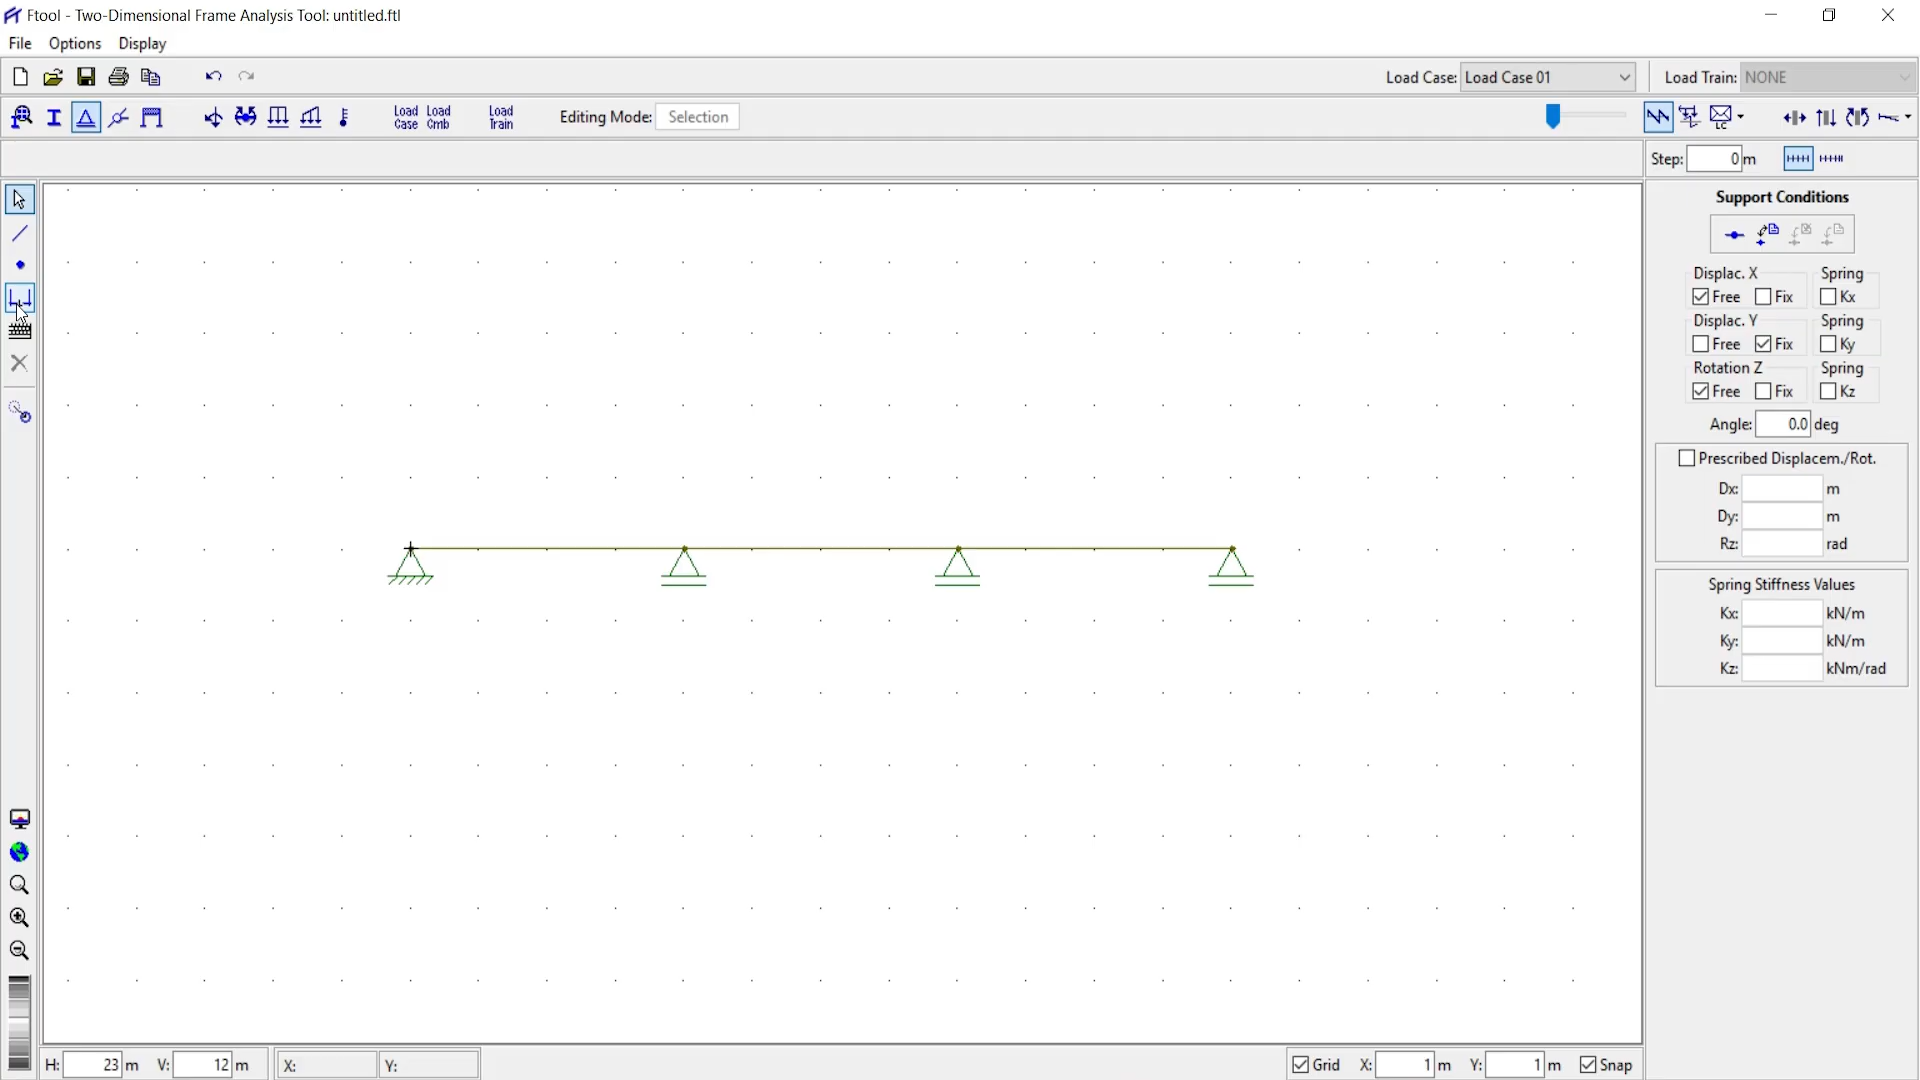 Ftool - Two-Dimensional Frame Analysis Tool: untitled.ftl
File Options Display
Load Case: Load Case 01 Load Train: NONE
Load Case Load Cmb Load Train Editing Mode: Selection LC
Step: 0 m
Support Conditions
Displac. X Spring
Free Fix Kx
Displac. Y Spring
Free Fix Ky
Rotation Z Spring
Free Fix Kz
Angle: 0.0 deg
Prescribed Displacem./Rot.
Dx: m
Dy: m
Rz: rad
Spring Stiffness Values
Kx: kN/m
Ky: kN/m
Kz: kNm/rad
H: 23 m V: 12 m X: Y: Grid X: 1 m Y: 1 m Snap